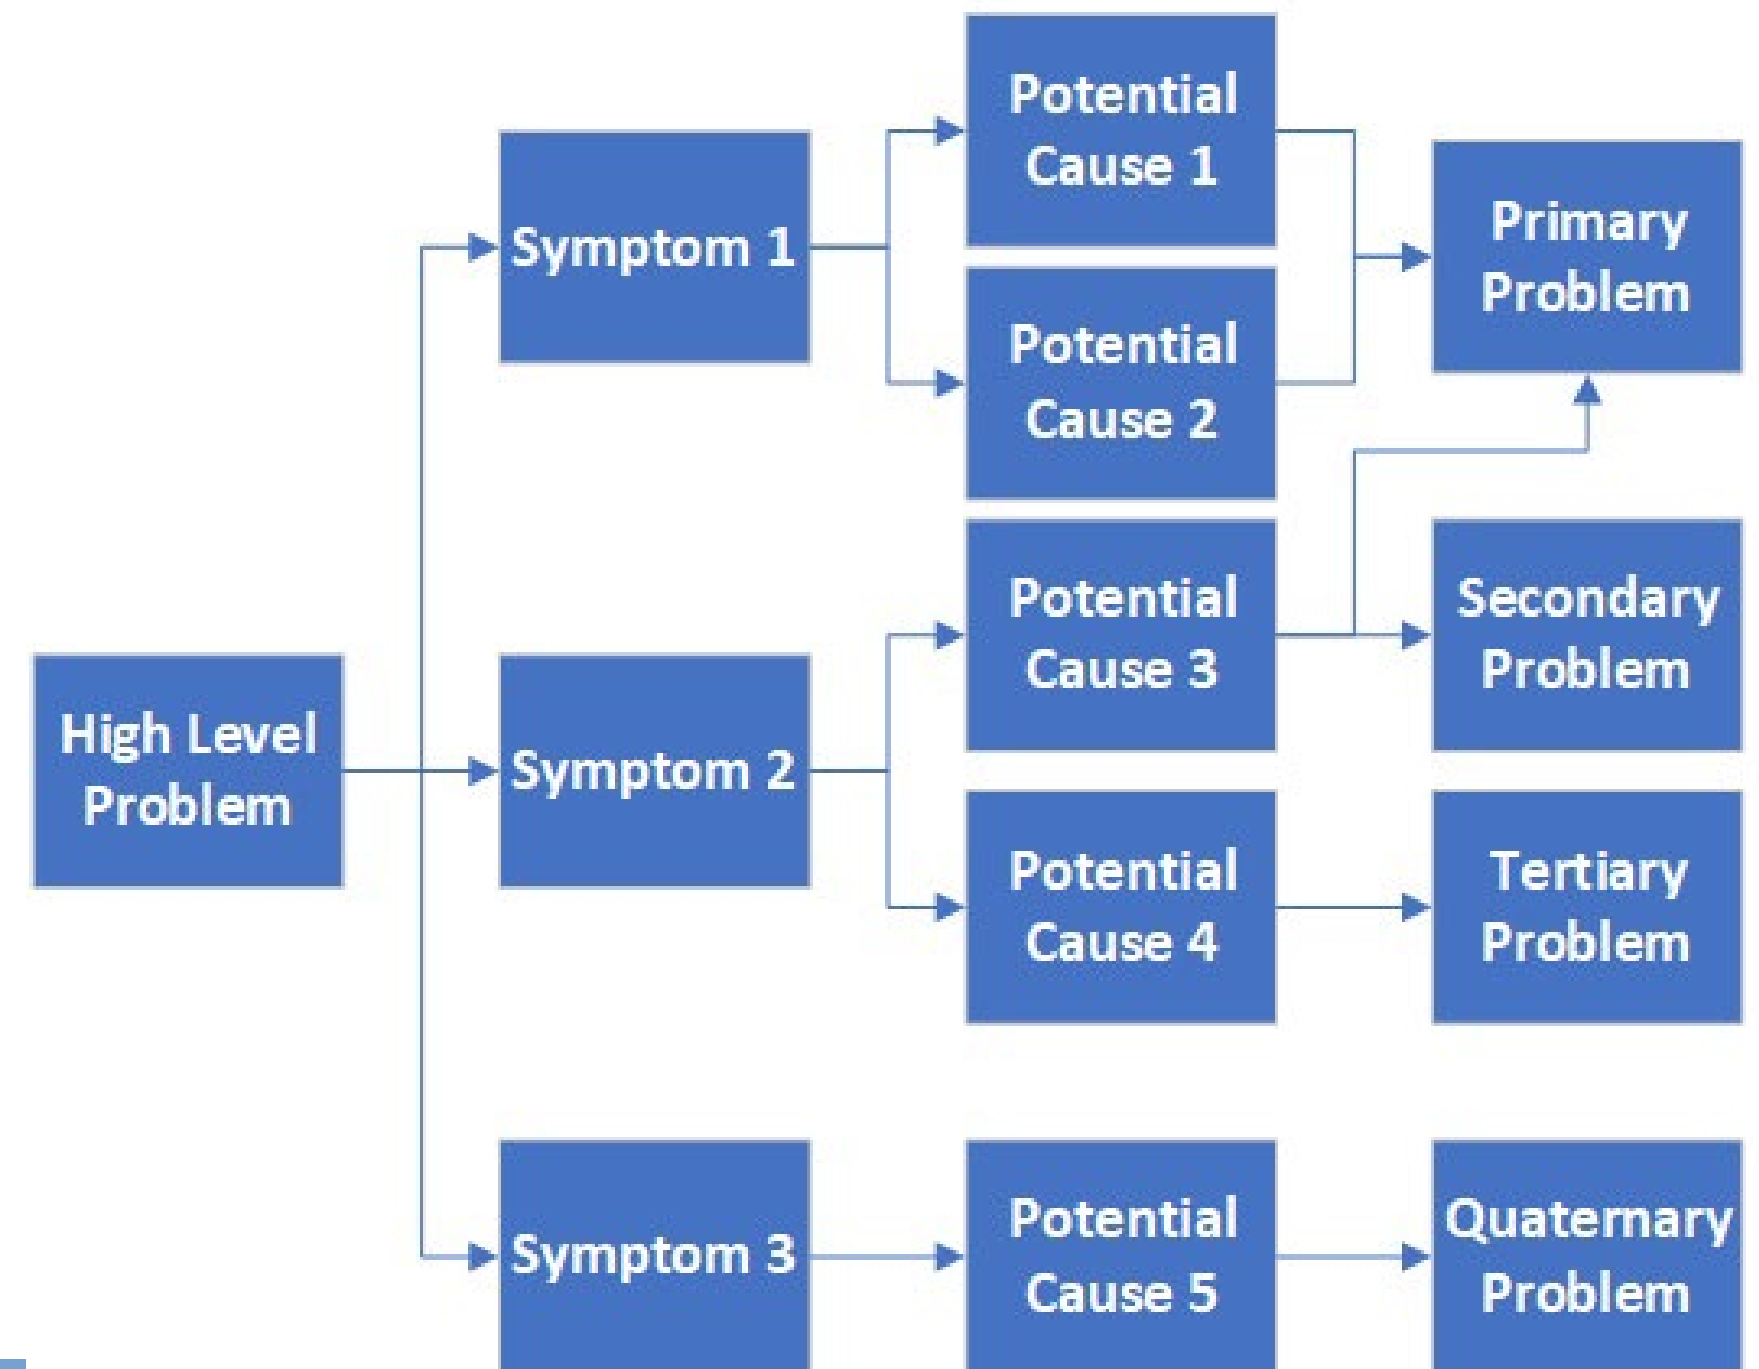 Potential
Cause 1
Symptom 1
Primary
Problem
Potential
Cause 2
Potential
Cause 3
Secondary
Problem
High Level
Problem
Symptom 2
Potential
Cause 4
Tertiary
Problem
Symptom 3
Potential
Cause 5
Quaternary
Problem